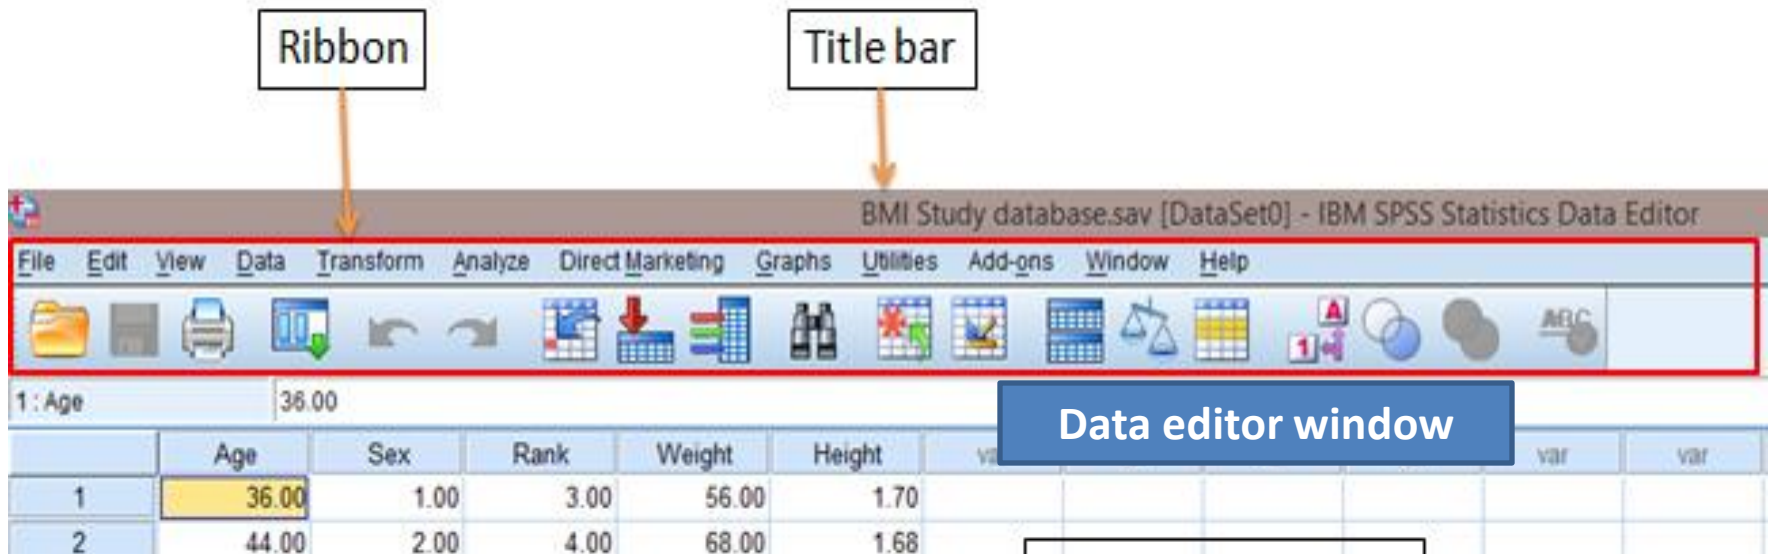 Ribbon
Title bar
BMI Study database.sav [DataSet0] - IBM SPSS Statistics Data Editor
File Edit View Data Transform Analyze Direct Marketing Graphs Utilities Add-ons Window Help
A
1
ABC
1 : Age 36.00
Data editor window
Age Sex Rank Weight Height var var
1 36.00 1.00 3.00 56.00 1.70
2 44.00 2.00 4.00 68.00 1.68